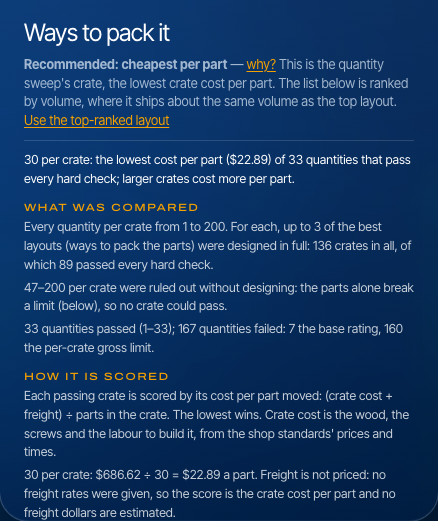 Ways to pack it
Recommended: cheapest per part — why? This is the quantity
sweep's crate, the lowest crate cost per part. The list below is ranked
by volume, where it ships about the same volume as the top layout.
Use the top-ranked layout
30 per crate: the lowest cost per part ($22.89) of 33 quantities that pass
every hard check; larger crates cost more per part.
WHAT WAS COMPARED
Every quantity per crate from 1 to 200. For each, up to 3 of the best
layouts (ways to pack the parts) were designed in full: 136 crates in all, of
which 89 passed every hard check.
47–200 per crate were ruled out without designing: the parts alone break
a limit (below), so no crate could pass.
33 quantities passed (1–33); 167 quantities failed: 7 the base rating, 160
the per-crate gross limit.
HOW IT IS SCORED
Each passing crate is scored by its cost per part moved: (crate cost +
freight) ÷ parts in the crate. The lowest wins. Crate cost is the wood, the
screws and the labour to build it, from the shop standards' prices and
times.
30 per crate: $686.62 ÷ 30 = $22.89 a part. Freight is not priced: no
freight rates were given, so the score is the crate cost per part and no
freight dollars are estimated.